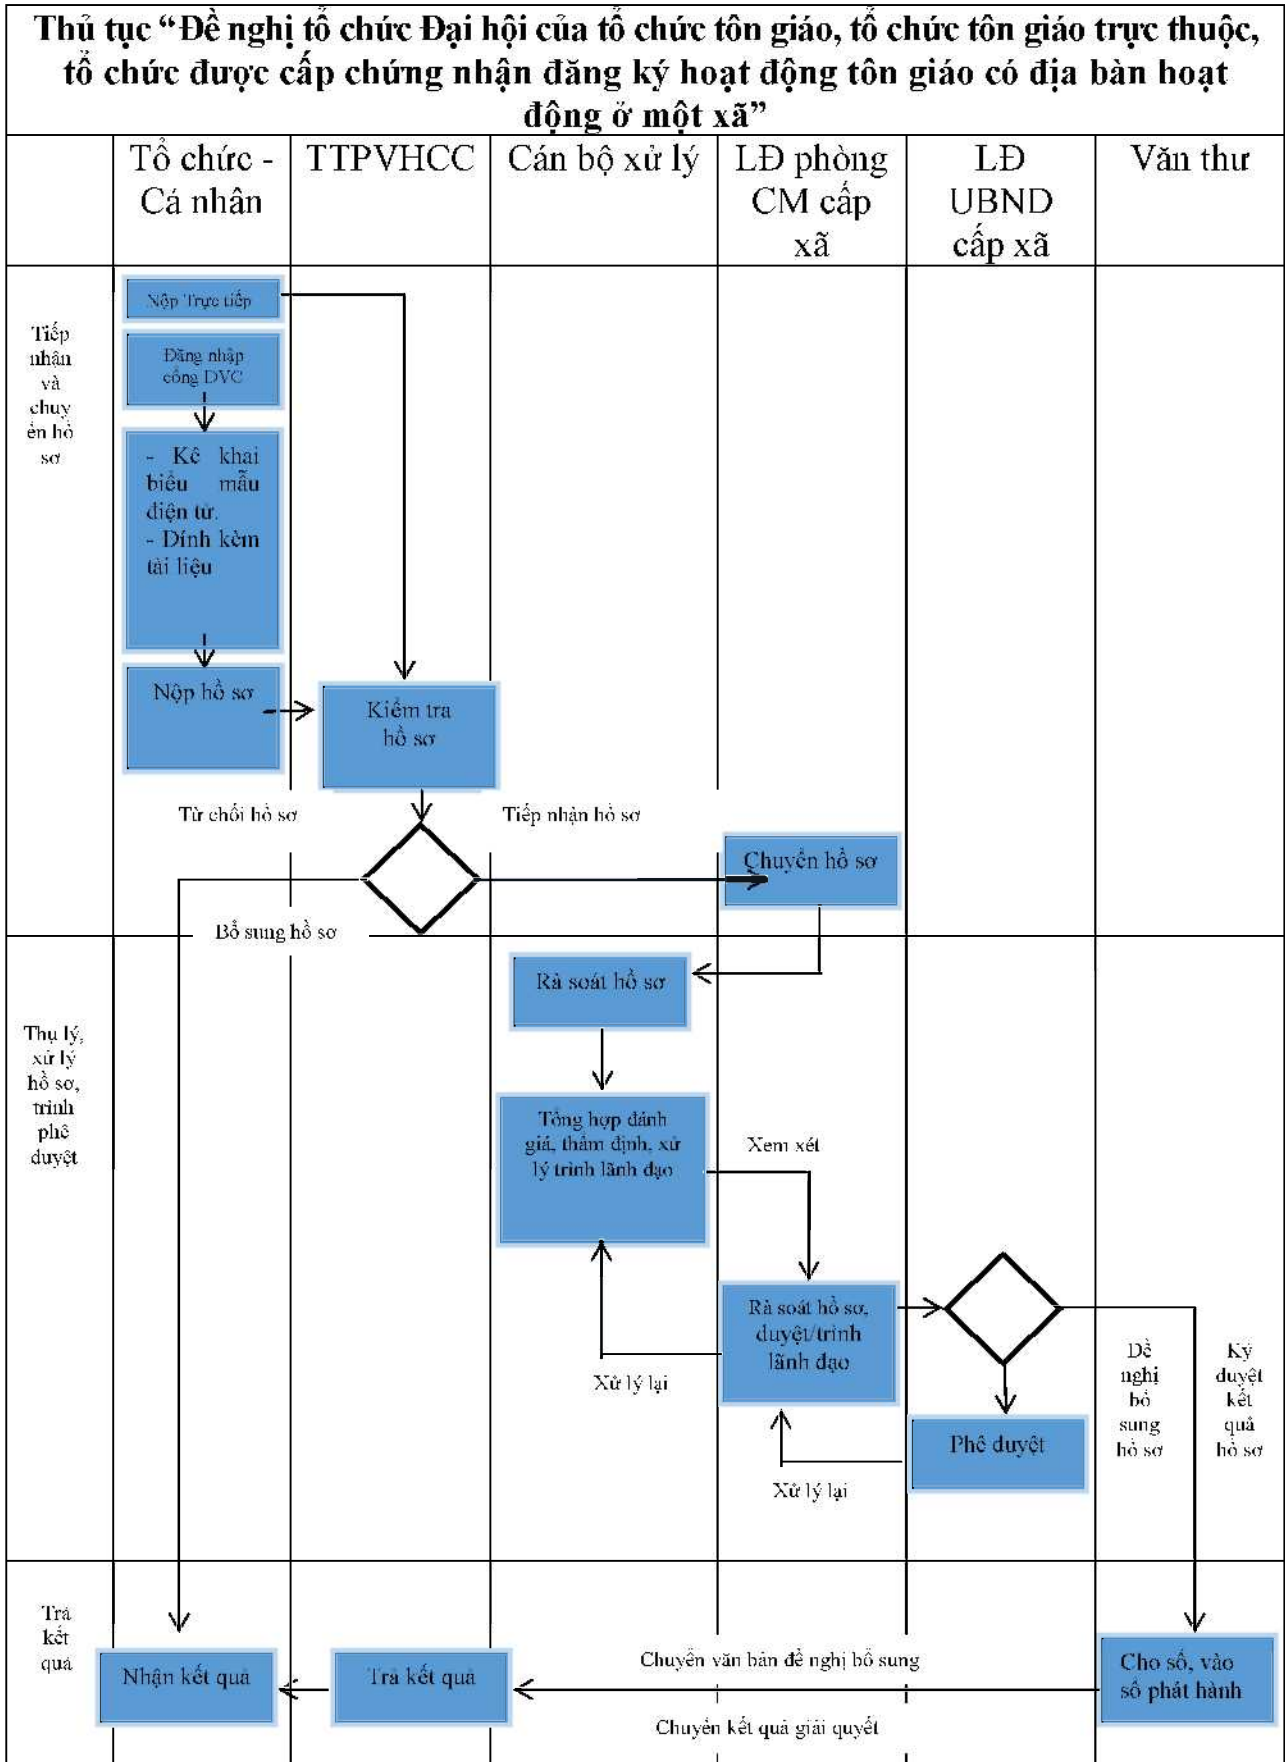 Thủ tục “Đề nghị tổ chức Đại hội của tổ chức tôn giáo, tổ chức tôn giáo trực thuộc,
tổ chức được cấp chứng nhận đăng ký hoạt động tôn giáo có địa bàn hoạt
động ở một xã”
Tổ chức -
Cá nhân
TTPVHCC
Cán bộ xử lý
LĐ phòng
CM cấp
xã
LĐ
UBND
cấp xã
Văn thư
Tiếp
nhận
và
chuy
ển hồ
sơ
Nộp Trực tiếp
Đăng nhập
cổng DVC
- Kê khai
biểu mẫu
điện tử.
- Đính kèm
tài liệu
Nộp hồ sơ
Kiểm tra
hồ sơ
Từ chối hồ sơ
Tiếp nhận hồ sơ
Chuyển hồ sơ
Bổ sung hồ sơ
Thụ lý,
xử lý
hồ sơ,
trình
phê
duyệt
Rà soát hồ sơ
Tổng hợp đánh
giá, thẩm định, xử
lý trình lãnh đạo
Xem xét
Rà soát hồ sơ,
duyệt/trình
lãnh đạo
Xử lý lại
Phê duyệt
Xử lý lại
Đề
nghị
bổ
sung
hồ sơ
Ký
duyệt
kết
quả
hồ sơ
Trả
kết
quả
Nhận kết quả
Trả kết quả
Chuyển văn bản đề nghị bổ sung
Chuyển kết quả giải quyết
Cho số, vào
sổ phát hành